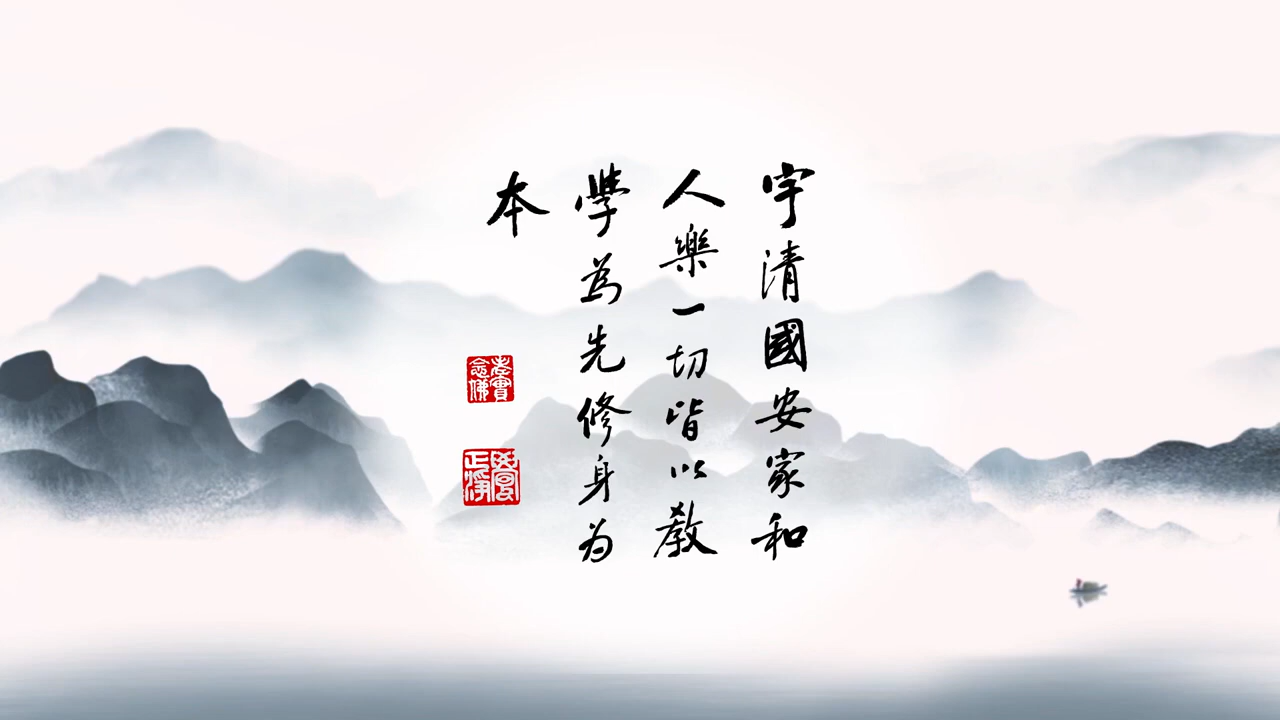 宇清國安家和
人樂一切皆以教
學為先修身为
本
老實念佛